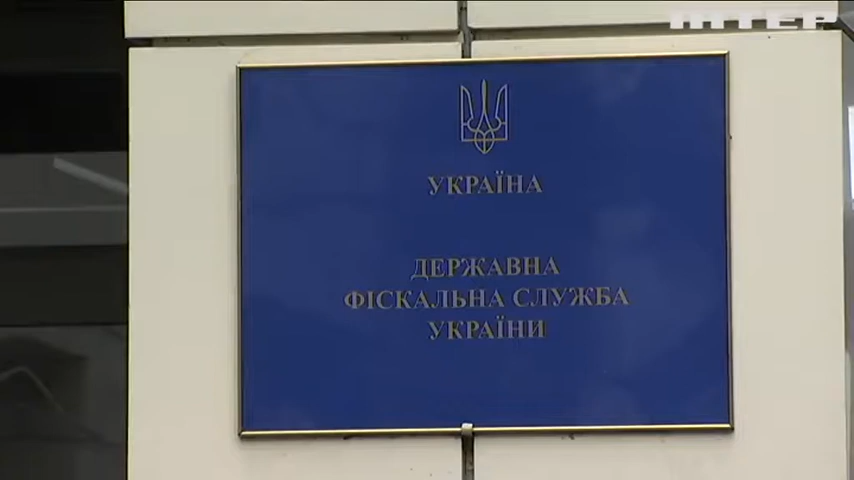 ІНТЕР
УКРАЇНА
ДЕРЖАВНА
ФІСКАЛЬНА СЛУЖБА
УКРАЇНИ